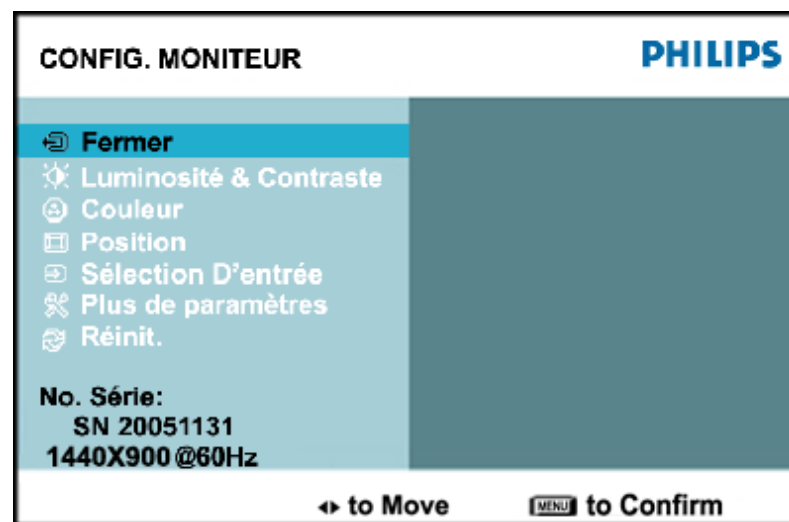 CONFIG. MONITEUR
PHILIPS
Fermer
Luminosité & Contraste
Couleur
Position
Sélection D'entrée
Plus de paramètres
Réinit.
No. Série:
SN 20051131
1440X900@60Hz
to Move
MENU to Confirm